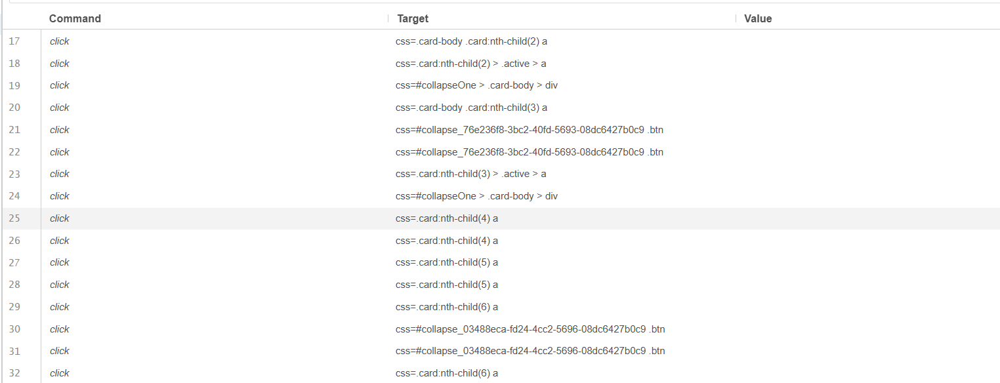 Command Target Value
17 click css=.card-body .card:nth-child(2) a
18 click css=.card:nth-child(2) > .active > a
19 click css=#collapseOne > .card-body > div
20 click css=.card-body .card:nth-child(3) a
21 click css=#collapse_76e236f8-3bc2-40fd-5693-08dc6427b0c9 .btn
22 click css=#collapse_76e236f8-3bc2-40fd-5693-08dc6427b0c9 .btn
23 click css=.card:nth-child(3) > .active > a
24 click css=#collapseOne > .card-body > div
25 click css=.card:nth-child(4) a
26 click css=.card:nth-child(4) a
27 click css=.card:nth-child(5) a
28 click css=.card:nth-child(5) a
29 click css=.card:nth-child(6) a
30 click css=#collapse_03488eca-fd24-4cc2-5696-08dc6427b0c9 .btn
31 click css=#collapse_03488eca-fd24-4cc2-5696-08dc6427b0c9 .btn
32 click css=.card:nth-child(6) a